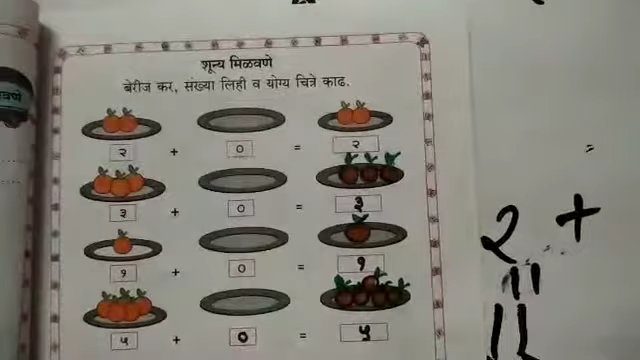 शून्य मिळवणे
बेरीज कर, संख्या लिही व योग्य चित्रे काढ.
२ + ० = २
३ + ० = ३
१ + ० = १
५ + ० = ५
२ +